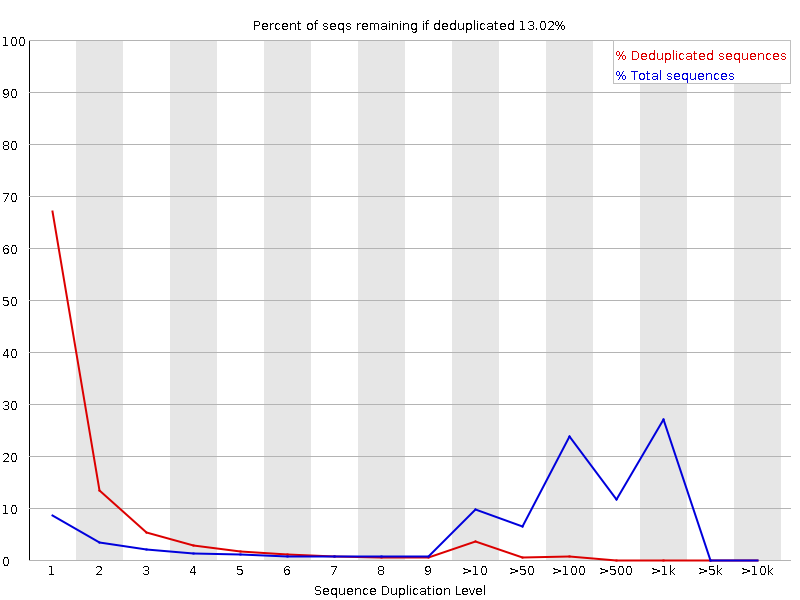 Percent of seqs remaining if deduplicated 13.02%
% Deduplicated sequences
% Total sequences
100
90
80
70
60
50
40
30
20
10
0
1 2 3 4 5 6 7 8 9 >10 >50 >100 >500 >1k >5k >10k
Sequence Duplication Level